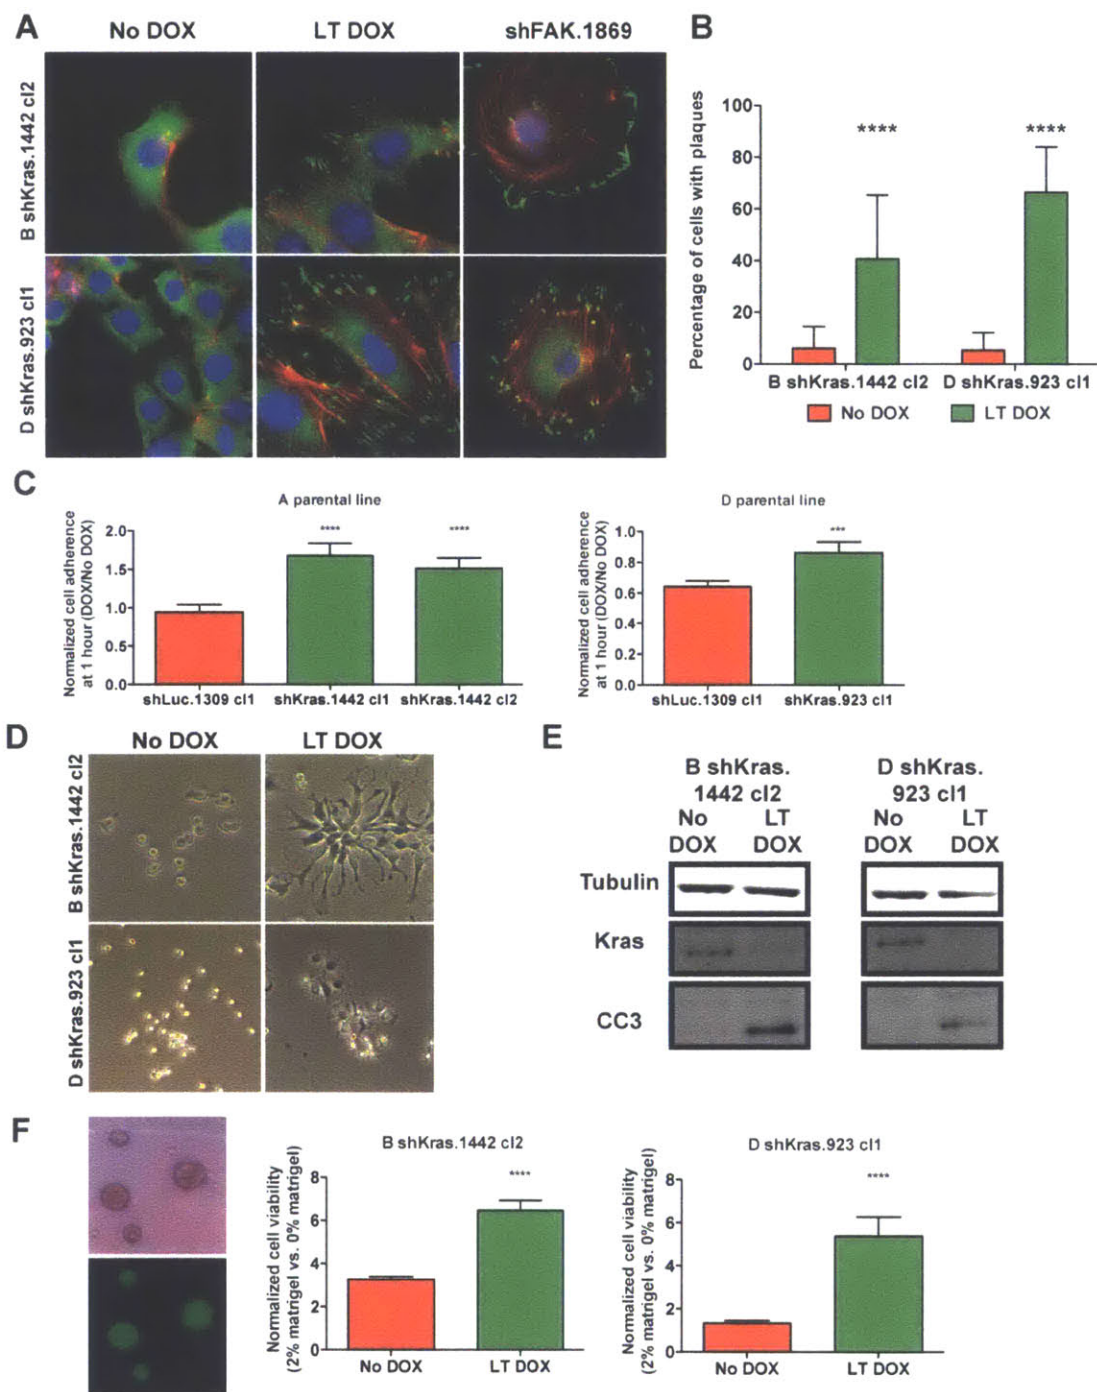 A
No DOX
LT DOX
shFAK.1869
B shKras.1442 cl2
D shKras.923 cl1
B
Percentage of cells with plaques
100
80
60
40
20
0
****
****
B shKras.1442 cl2
D shKras.923 cl1
No DOX
LT DOX
C
A parental line
Normalized cell adherence
at 1 hour (DOX/No DOX)
2.0
1.5
1.0
0.5
0.0
****
****
shLuc.1309 cl1
shKras.1442 cl1
shKras.1442 cl2
D parental line
Normalized cell adherence
at 1 hour (DOX/No DOX)
1.0
0.8
0.6
0.4
0.2
0.0
***
shLuc.1309 cl1
shKras.923 cl1
D
No DOX
LT DOX
B shKras.1442 cl2
D shKras.923 cl1
E
B shKras.
1442 cl2
D shKras.
923 cl1
No
DOX
LT
DOX
No
DOX
LT
DOX
Tubulin
Kras
CC3
F
B shKras.1442 cl2
Normalized cell viability
(2% matrigel vs. 0% matrigel)
8
6
4
2
0
****
No DOX
LT DOX
D shKras.923 cl1
Normalized cell viability
(2% matrigel vs. 0% matrigel)
8
6
4
2
0
****
No DOX
LT DOX